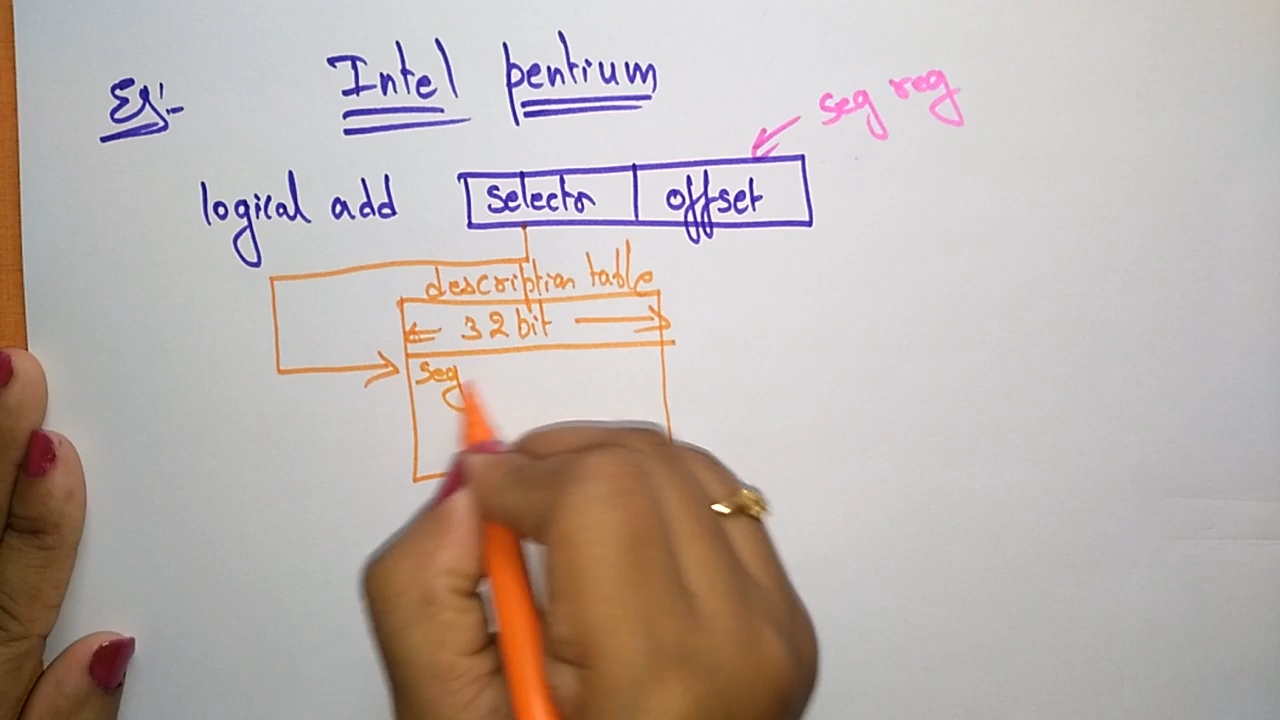 Eg:-
Intel pentium
seg reg
logical add selector offset
description table
32 bit
seg